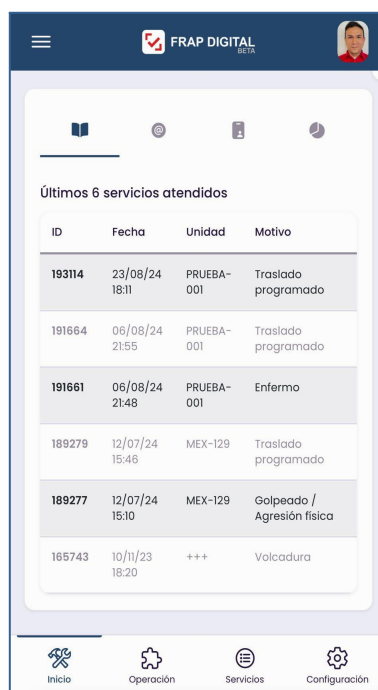 FRAP DIGITAL
BETA
@
Últimos 6 servicios atendidos
ID Fecha Unidad Motivo
193114 23/08/24 PRUEBA- Traslado
18:11 001 programado
191664 06/08/24 PRUEBA- Traslado
21:55 001 programado
191661 06/08/24 PRUEBA- Enfermo
21:48 001
189279 12/07/24 MEX-129 Traslado
15:46 programado
189277 12/07/24 MEX-129 Golpeado /
15:10 Agresión física
165743 10/11/23 +++ Volcadura
18:20
Inicio Operación Servicios Configuración